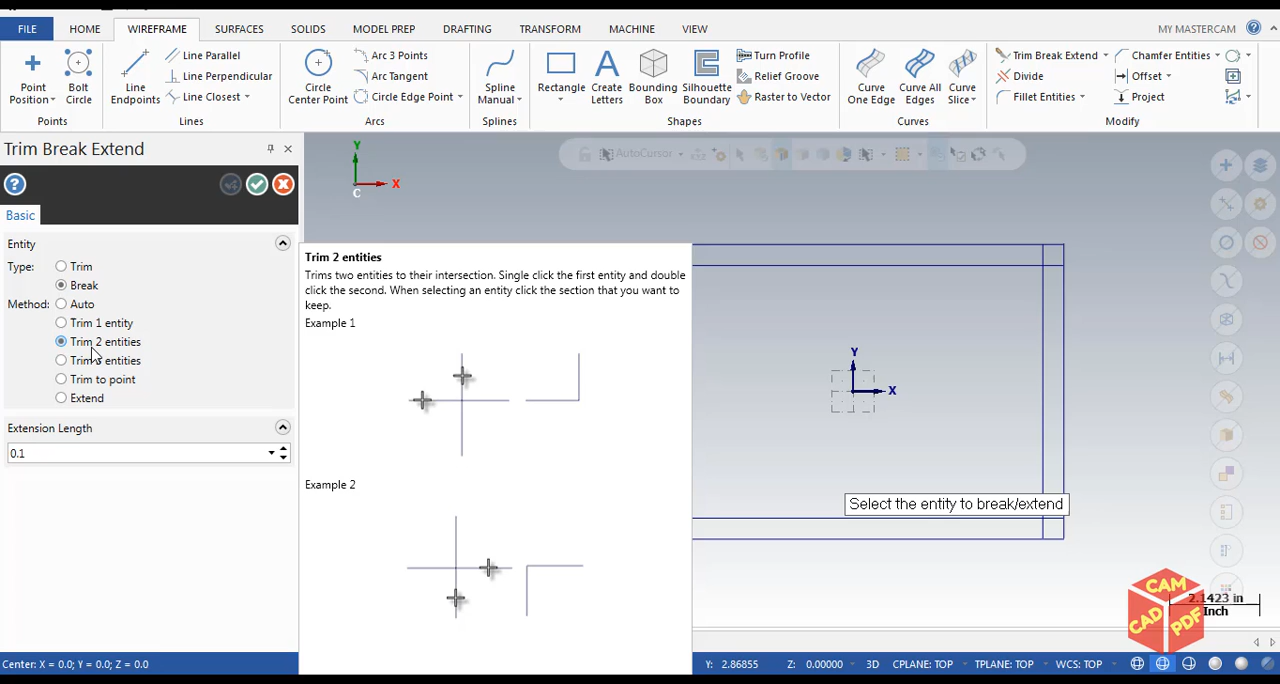 FILE
HOME
WIREFRAME
SURFACES
SOLIDS
MODEL PREP
DRAFTING
TRANSFORM
MACHINE
VIEW
MY MASTERCAM
Point
Position
Bolt
Circle
Points
Line
Endpoints
Line Parallel
Line Perpendicular
Line Closest
Lines
Circle
Center Point
Arc 3 Points
Arc Tangent
Circle Edge Point
Arcs
Spline
Manual
Splines
Rectangle
Create
Letters
Bounding
Box
Silhouette
Boundary
Turn Profile
Relief Groove
Raster to Vector
Shapes
Curve
One Edge
Curve All
Edges
Curve
Slice
Curves
Trim Break Extend
Divide
Fillet Entities
Chamfer Entities
Offset
Project
Modify
Trim Break Extend
Basic
Entity
Type:
Trim
Break
Method:
Auto
Trim 1 entity
Trim 2 entities
Trim 3 entities
Trim to point
Extend
Extension Length
0.1
Y
X
C
AutoCursor
Trim 2 entities
Trims two entities to their intersection. Single click the first entity and double
click the second. When selecting an entity click the section that you want to
keep.
Example 1
Example 2
Y
X
Select the entity to break/extend
2.1423 in
Inch
CAM
CAD
PDF
Center: X = 0.0; Y = 0.0; Z = 0.0
Y: 2.86855
Z: 0.00000
3D
CPLANE: TOP
TPLANE: TOP
WCS: TOP